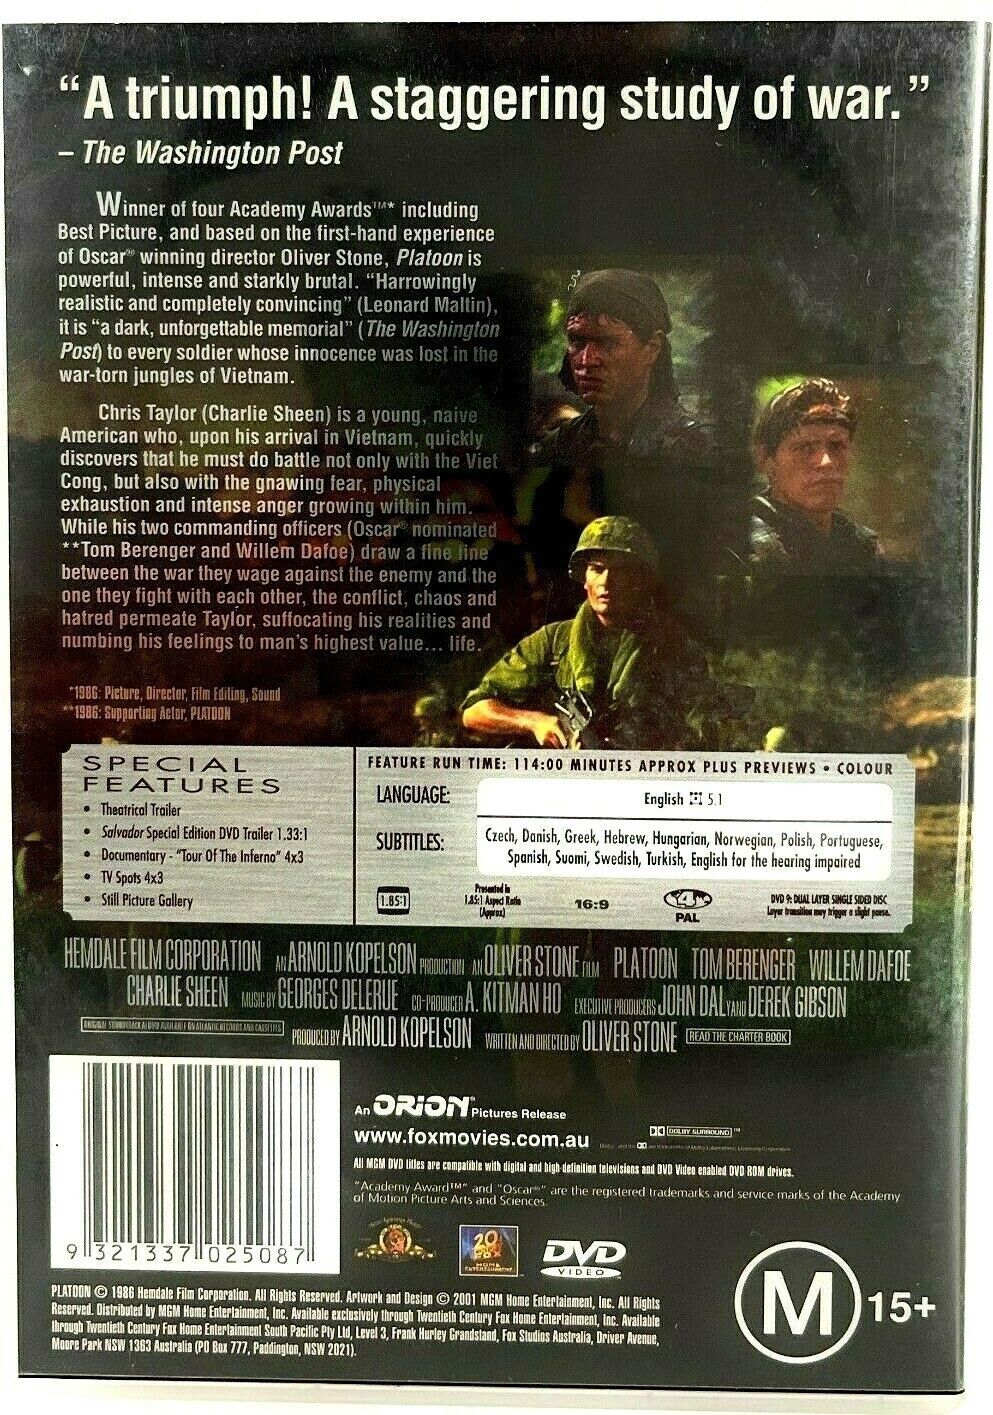 “A triumph! A staggering study of war.”
– The Washington Post
Winner of four Academy Awards™* including
Best Picture, and based on the first-hand experience
of Oscar® winning director Oliver Stone, Platoon is
powerful, intense and starkly brutal. “Harrowingly
realistic and completely convincing” (Leonard Maltin),
it is “a dark, unforgettable memorial” (The Washington
Post) to every soldier whose innocence was lost in the
war-torn jungles of Vietnam.
Chris Taylor (Charlie Sheen) is a young, naive
American who, upon his arrival in Vietnam, quickly
discovers that he must do battle not only with the Viet
Cong, but also with the gnawing fear, physical
exhaustion and intense anger growing within him.
While his two commanding officers (Oscar® nominated
**Tom Berenger and Willem Dafoe) draw a fine line
between the war they wage against the enemy and the
one they fight with each other, the conflict, chaos and
hatred permeate Taylor, suffocating his realities and
numbing his feelings to man's highest value... life.
*1986: Picture, Director, Film Editing, Sound
**1986: Supporting Actor, PLATOON
SPECIAL
FEATURES
• Theatrical Trailer
• Salvador Special Edition DVD Trailer 1.33:1
• Documentary - "Tour Of The Inferno" 4x3
• TV Spots 4x3
• Still Picture Gallery
FEATURE RUN TIME: 114:00 MINUTES APPROX PLUS PREVIEWS • COLOUR
LANGUAGE:
English 5.1
SUBTITLES:
Czech, Danish, Greek, Hebrew, Hungarian, Norwegian, Polish, Portuguese,
Spanish, Suomi, Swedish, Turkish, English for the hearing impaired
1.85:1
Presented in
1.85:1 Aspect Ratio
(Approx)
16:9
4
PAL
DVD 9: DUAL LAYER SINGLE SIDED DISC
Layer transition may trigger a slight pause.
HEMDALE FILM CORPORATION AN ARNOLD KOPELSON PRODUCTION AN OLIVER STONE FILM PLATOON TOM BERENGER WILLEM DAFOE
CHARLIE SHEEN MUSIC BY GEORGES DELERUE CO-PRODUCER A. KITMAN HO EXECUTIVE PRODUCERS JOHN DALY AND DEREK GIBSON
ORIGINAL SOUNDTRACK ALBUM AVAILABLE ON ATLANTIC RECORDS AND CASSETTES PRODUCED BY ARNOLD KOPELSON WRITTEN AND DIRECTED BY OLIVER STONE READ THE CHARTER BOOK
An ORION Pictures Release
www.foxmovies.com.au
DOLBY SURROUND ™
All MGM DVD titles are compatible with digital and high-definition televisions and DVD Video enabled DVD ROM drives.
"Academy Award™" and "Oscar®" are the registered trademarks and service marks of the Academy
of Motion Picture Arts and Sciences.
9 321337 025087
20
HOME
ENTERTAINMENT
DVD
VIDEO
M 15+
PLATOON © 1986 Hemdale Film Corporation. All Rights Reserved. Artwork and Design © 2001 MGM Home Entertainment, Inc. All Rights
Reserved. Distributed by MGM Home Entertainment, Inc. Available exclusively through Twentieth Century Fox Home Entertainment, Inc. Available
through Twentieth Century Fox Home Entertainment South Pacific Pty Ltd, Level 3, Frank Hurley Grandstand, Fox Studios Australia, Driver Avenue,
Moore Park NSW 1363 Australia (PO Box 777, Paddington, NSW 2021).